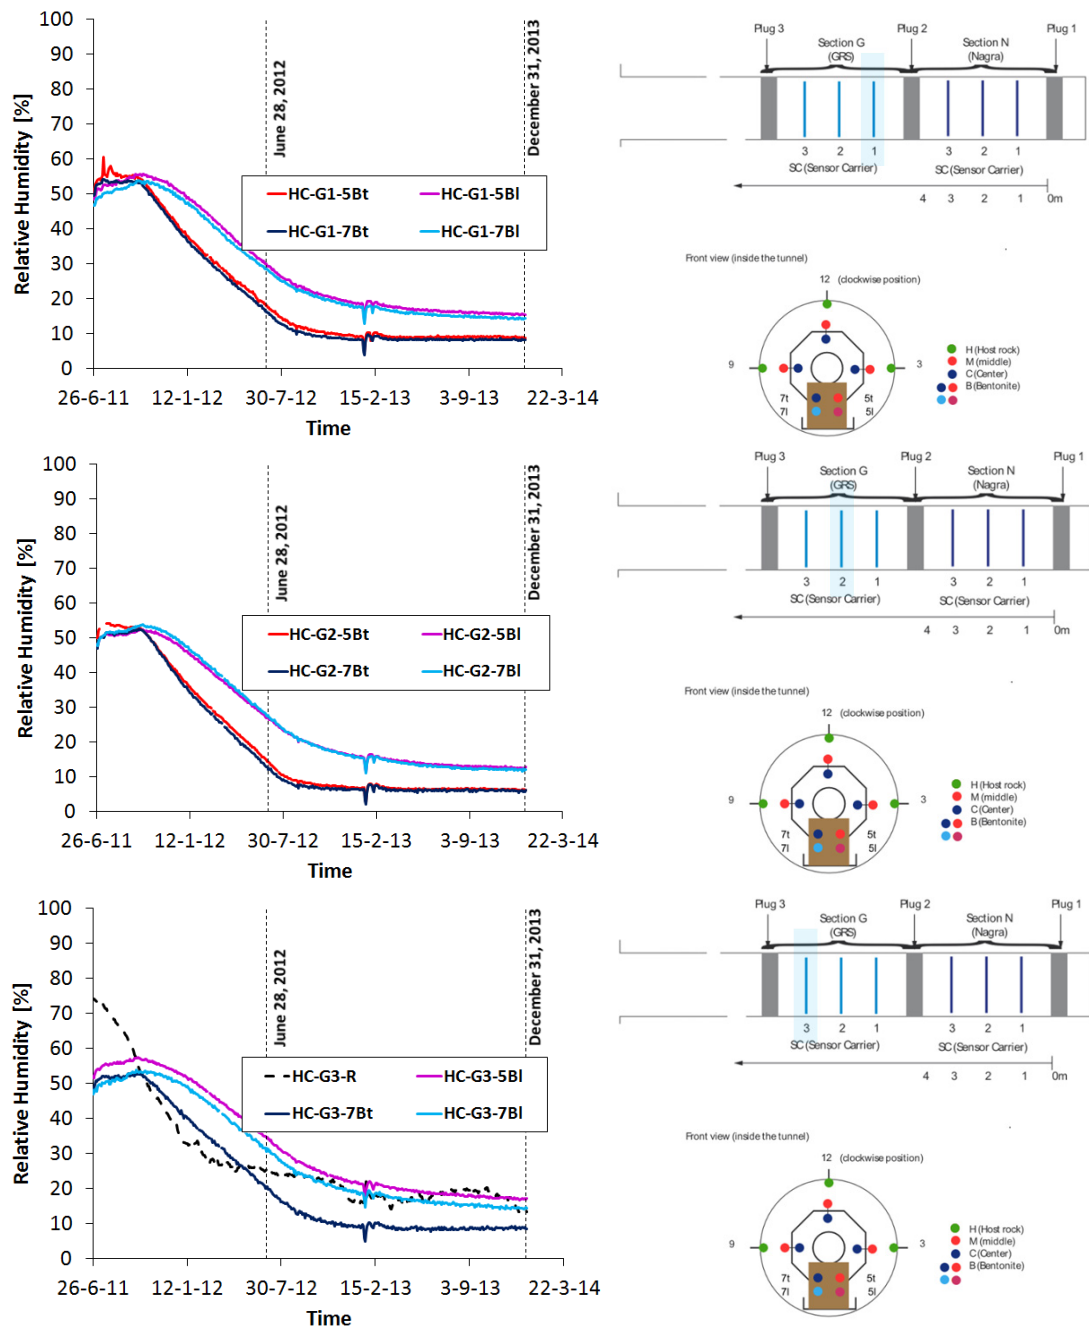 100
90
80
70
60
50
40
30
20
10
0
Relative Humidity [%]
June 28, 2012
December 31, 2013
HC-G1-5Bt HC-G1-5Bl
HC-G1-7Bt HC-G1-7Bl
26-6-11 12-1-12 30-7-12 15-2-13 3-9-13 22-3-14
Time
Plug 3 Plug 2 Plug 1
Section G Section N
(GRS) (Nagra)
3 2 1 3 2 1
SC (Sensor Carrier) SC (Sensor Carrier)
4 3 2 1 0m
Front view (inside the tunnel)
12 (clockwise position)
9 3
H (Host rock)
M (middle)
C (Center)
B (Bentonite)
7t 5t
7l 5l
100
90
80
70
60
50
40
30
20
10
0
Relative Humidity [%]
June 28, 2012
December 31, 2013
HC-G2-5Bt HC-G2-5Bl
HC-G2-7Bt HC-G2-7Bl
26-6-11 12-1-12 30-7-12 15-2-13 3-9-13 22-3-14
Time
Plug 3 Plug 2 Plug 1
Section G Section N
(GRS) (Nagra)
3 2 1 3 2 1
SC (Sensor Carrier) SC (Sensor Carrier)
4 3 2 1 0m
Front view (inside the tunnel)
12 (clockwise position)
9 3
H (Host rock)
M (middle)
C (Center)
B (Bentonite)
7t 5t
7l 5l
100
90
80
70
60
50
40
30
20
10
0
Relative Humidity [%]
June 28, 2012
December 31, 2013
HC-G3-R HC-G3-5Bl
HC-G3-7Bt HC-G3-7Bl
26-6-11 12-1-12 30-7-12 15-2-13 3-9-13 22-3-14
Time
Plug 3 Plug 2 Plug 1
Section G Section N
(GRS) (Nagra)
3 2 1 3 2 1
SC (Sensor Carrier) SC (Sensor Carrier)
4 3 2 1 0m
Front view (inside the tunnel)
12 (clockwise position)
9 3
H (Host rock)
M (middle)
C (Center)
B (Bentonite)
7t 5t
7l 5l